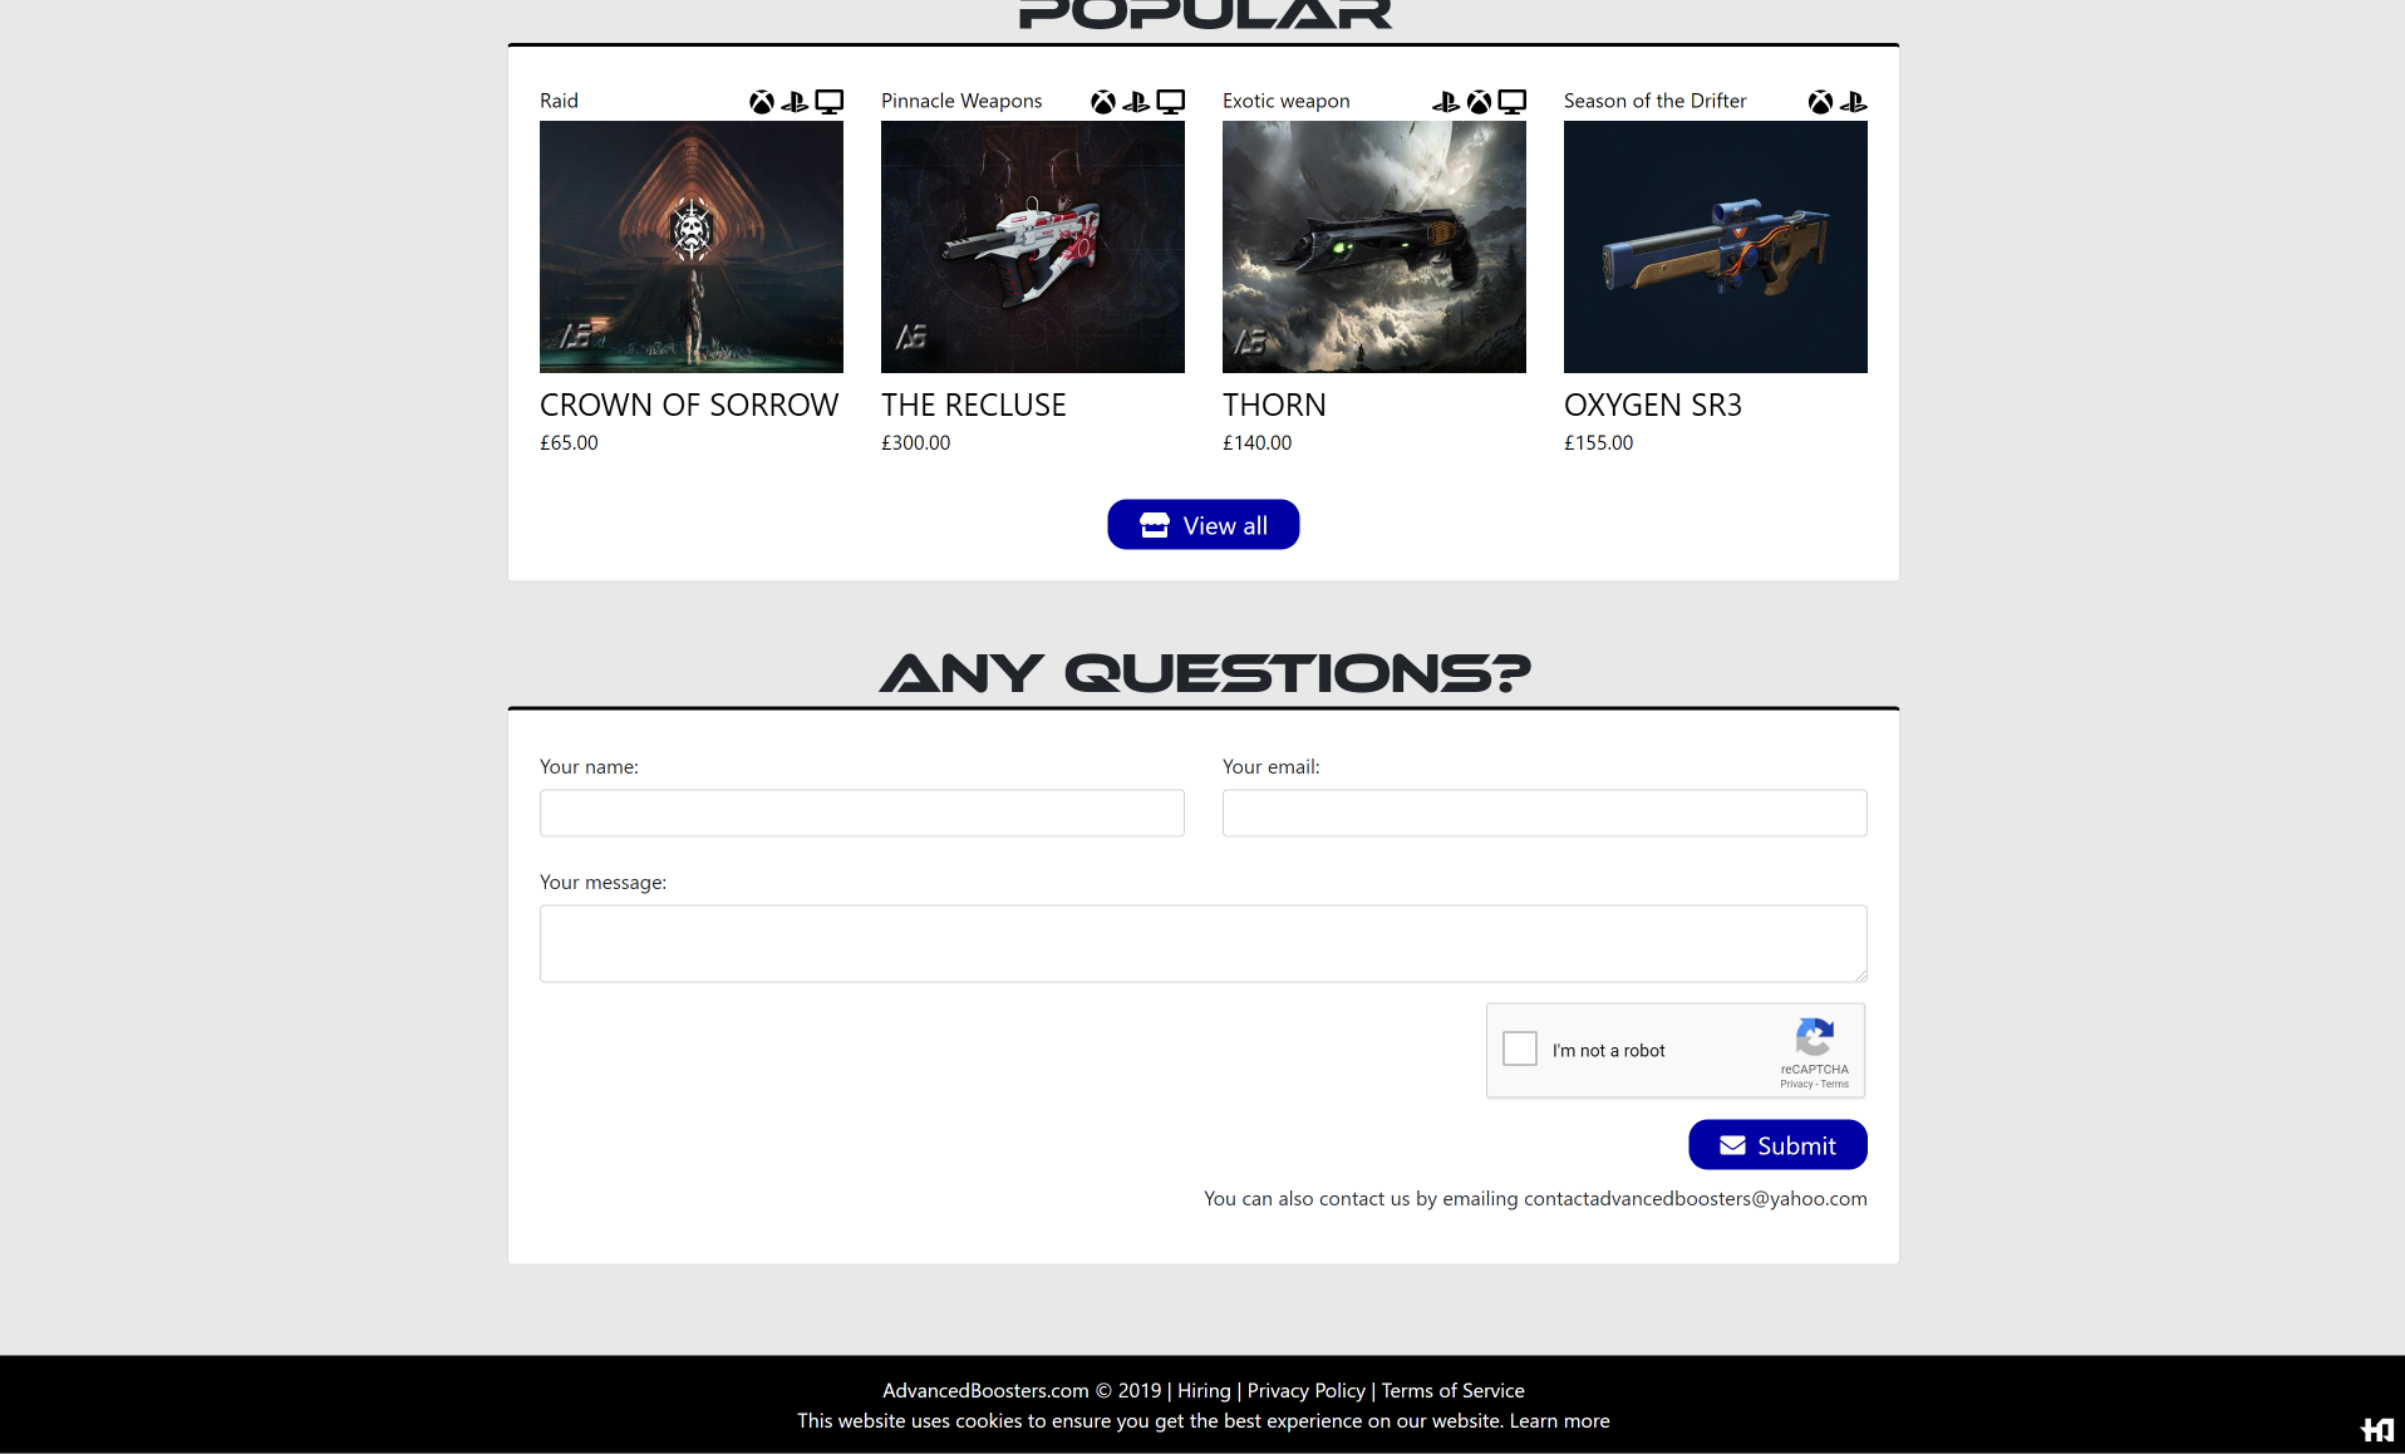 POPULAR
Raid
Pinnacle Weapons
Exotic weapon
Season of the Drifter
CROWN OF SORROW
THE RECLUSE
THORN
OXYGEN SR3
£65.00
£300.00
£140.00
£155.00
View all
ANY QUESTIONS?
Your name:
Your email:
Your message:
I'm not a robot
reCAPTCHA
Privacy - Terms
Submit
You can also contact us by emailing contactadvancedboosters@yahoo.com
AdvancedBoosters.com © 2019 | Hiring | Privacy Policy | Terms of Service
This website uses cookies to ensure you get the best experience on our website. Learn more